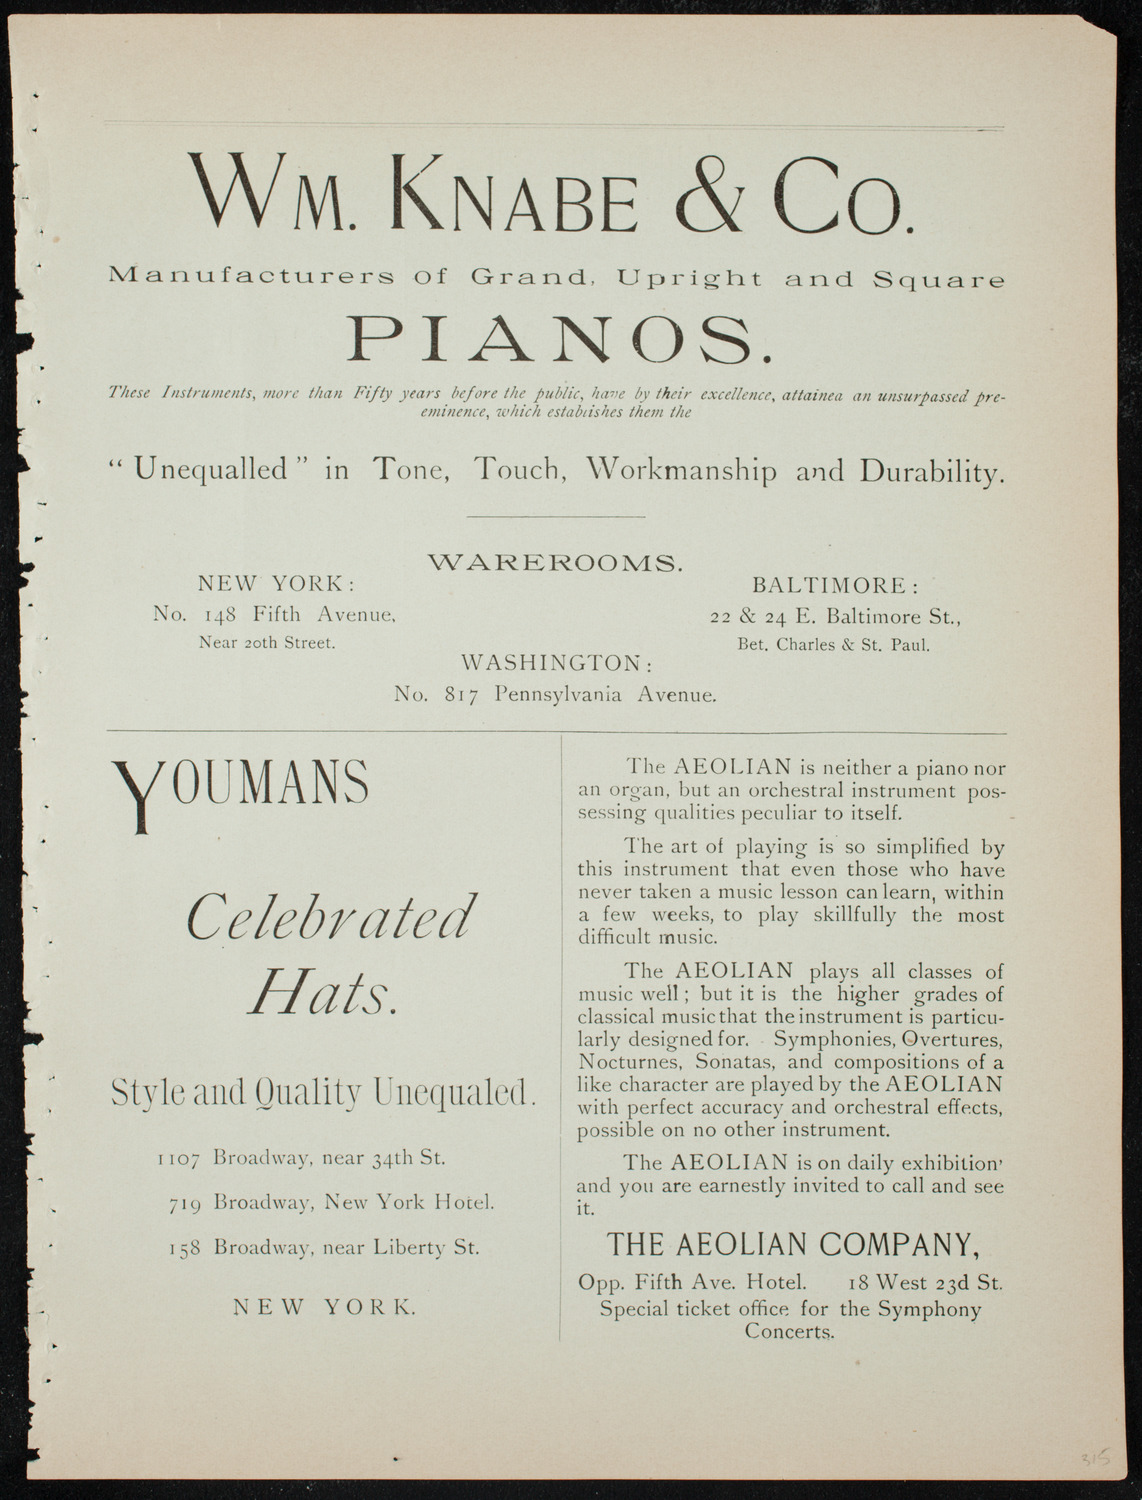 WM. KNABE & CO.
Manufacturers of Grand, Upright and Square
PIANOS.
These Instruments, more than Fifty years before the public, have by their excellence, attainea an unsurpassed pre-
eminence, which establishes them the
“ Unequalled ” in Tone, Touch, Workmanship and Durability.
WAREROOMS.
NEW YORK :
No. 148 Fifth Avenue,
Near 20th Street.
BALTIMORE :
22 & 24 E. Baltimore St.,
Bet. Charles & St. Paul.
WASHINGTON :
No. 817 Pennsylvania Avenue.
YOUMANS
Celebrated
Hats.
Style and Quality Unequaled.
1107 Broadway, near 34th St.
719 Broadway, New York Hotel.
158 Broadway, near Liberty St.
NEW YORK.
The AEOLIAN is neither a piano nor
an organ, but an orchestral instrument pos-
sessing qualities peculiar to itself.
The art of playing is so simplified by
this instrument that even those who have
never taken a music lesson can learn, within
a few weeks, to play skillfully the most
difficult music.
The AEOLIAN plays all classes of
music well ; but it is the higher grades of
classical music that the instrument is particu-
larly designed for. Symphonies, Overtures,
Nocturnes, Sonatas, and compositions of a
like character are played by the AEOLIAN
with perfect accuracy and orchestral effects,
possible on no other instrument.
The AEOLIAN is on daily exhibition’
and you are earnestly invited to call and see
it.
THE AEOLIAN COMPANY,
Opp. Fifth Ave. Hotel. 18 West 23d St.
Special ticket office for the Symphony
Concerts.
315